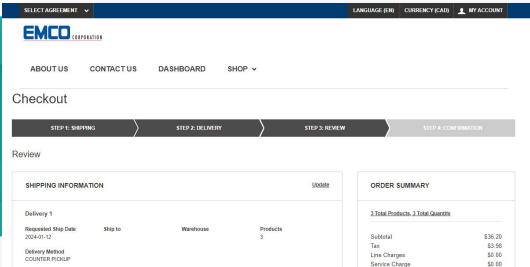 SELECT AGREEMENT
LANGUAGE (EN) CURRENCY (CAD) MY ACCOUNT
EMCO CORPORATION
ABOUT US CONTACT US DASHBOARD SHOP
Checkout
STEP 1: SHIPPING STEP 2: DELIVERY STEP 3: REVIEW STEP 4: CONFIRMATION
Review
SHIPPING INFORMATION Update
Delivery 1
Requested Ship Date Ship to Warehouse Products
2024-01-12 3
Delivery Method
COUNTER PICKUP
ORDER SUMMARY
3 Total Products, 3 Total Quantite
Subtotal $36.20
Tax $3.98
Line Charges $0.00
Service Charge $0.00